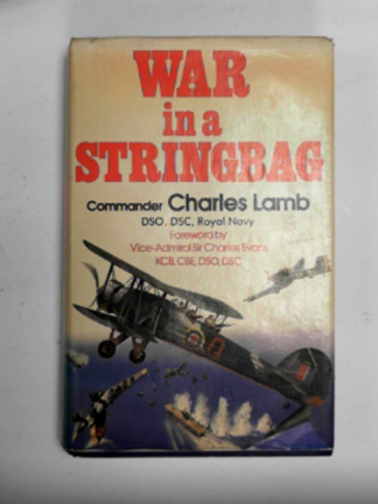 WAR
in a
STRINGBAG
Commander Charles Lamb
DSO, DSC, Royal Navy
Foreword by
Vice-Admiral Sir Charles Evans
KCB, CBE, DSO, DSC